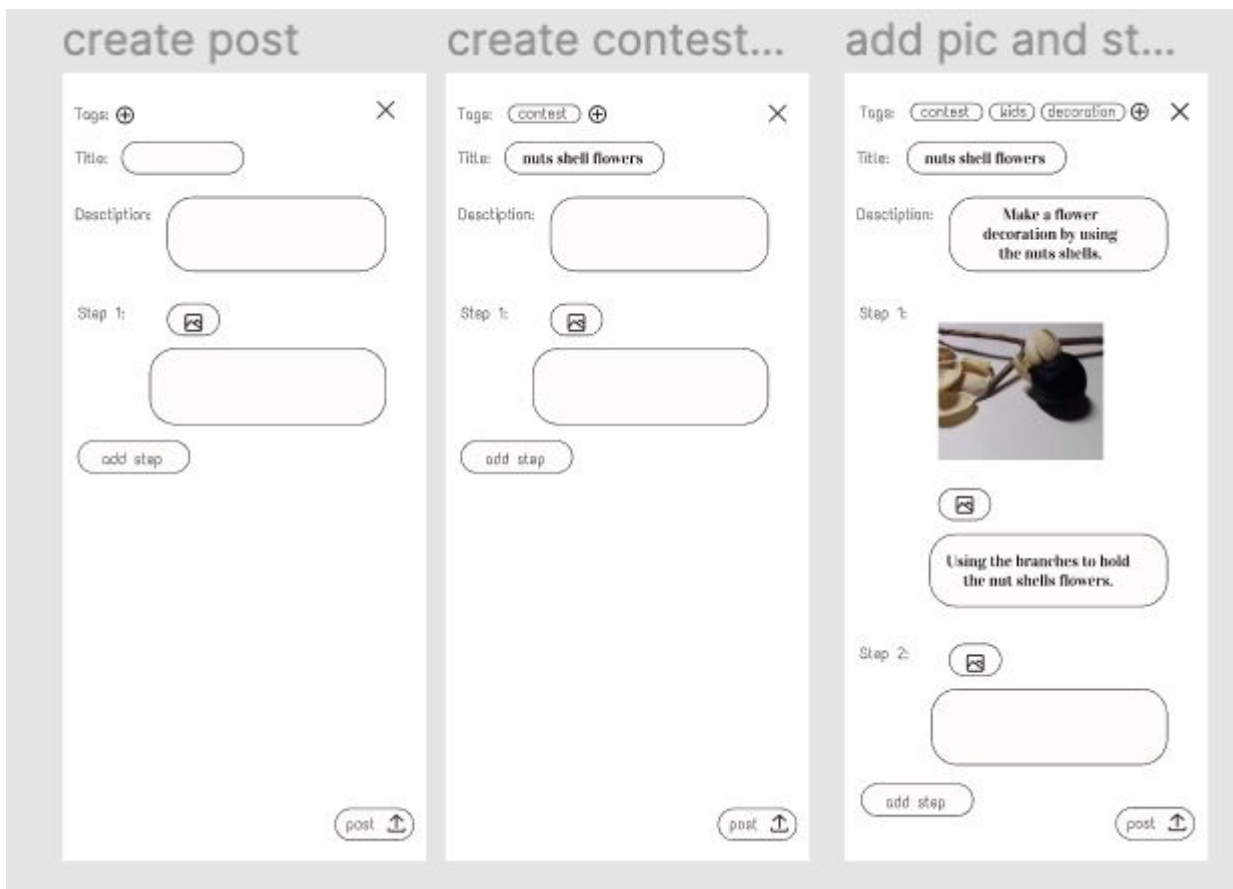 create post
Tags:
Title:
Desctiption:
Step 1:
add step
post
create contest...
Tags: contest
Title: nuts shell flowers
Desctiption:
Step 1:
add step
post
add pic and st...
Tags: contest kids decoration
Title: nuts shell flowers
Desctiption: Make a flower
decoration by using
the nuts shells.
Step 1:
Using the branches to hold
the nut shells flowers.
Step 2:
add step
post